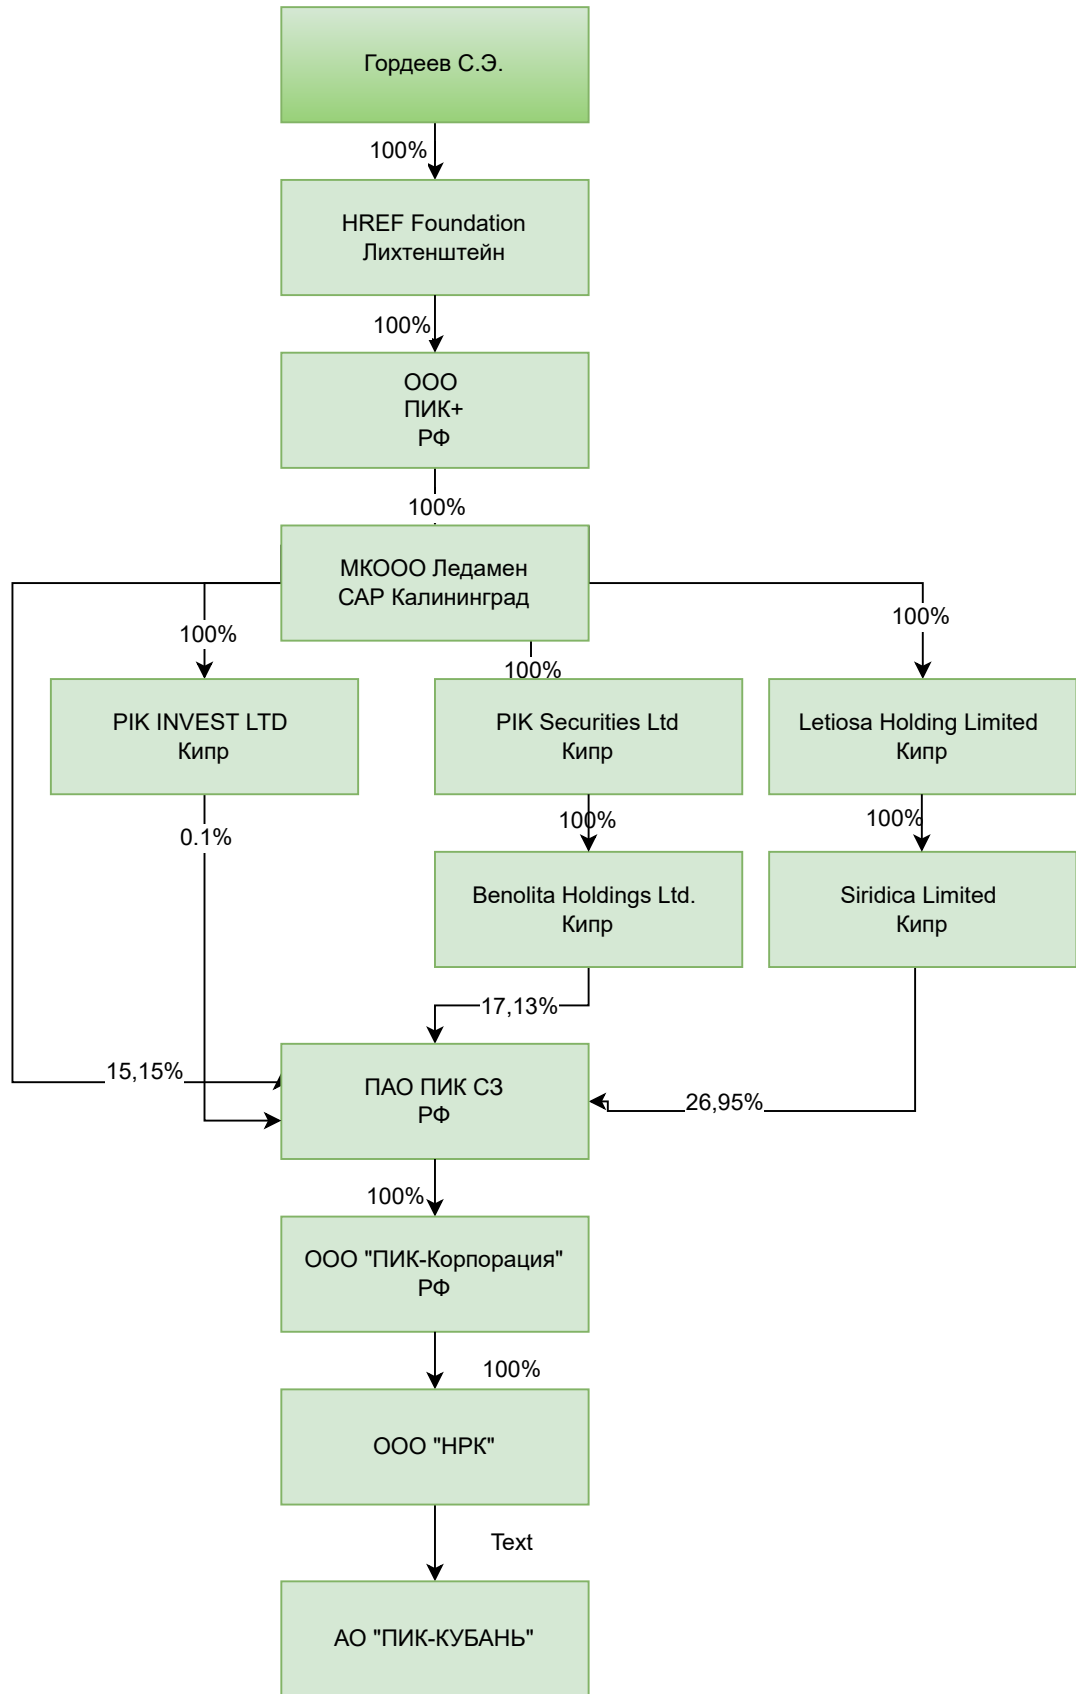 Гордеев С.Э.
100%
HREF Foundation
Лихтенштейн
100%
ООО
ПИК+
РФ
100%
МКООО Ледамен
САР Калининград
100%
100%
100%
PIK INVEST LTD
Кипр
PIK Securities Ltd
Кипр
Letiosa Holding Limited
Кипр
0.1%
100%
100%
Benolita Holdings Ltd.
Кипр
Siridica Limited
Кипр
17,13%
15,15%
ПАО ПИК СЗ
РФ
26,95%
100%
ООО "ПИК-Корпорация"
РФ
100%
ООО "НРК"
Text
АО "ПИК-КУБАНЬ"